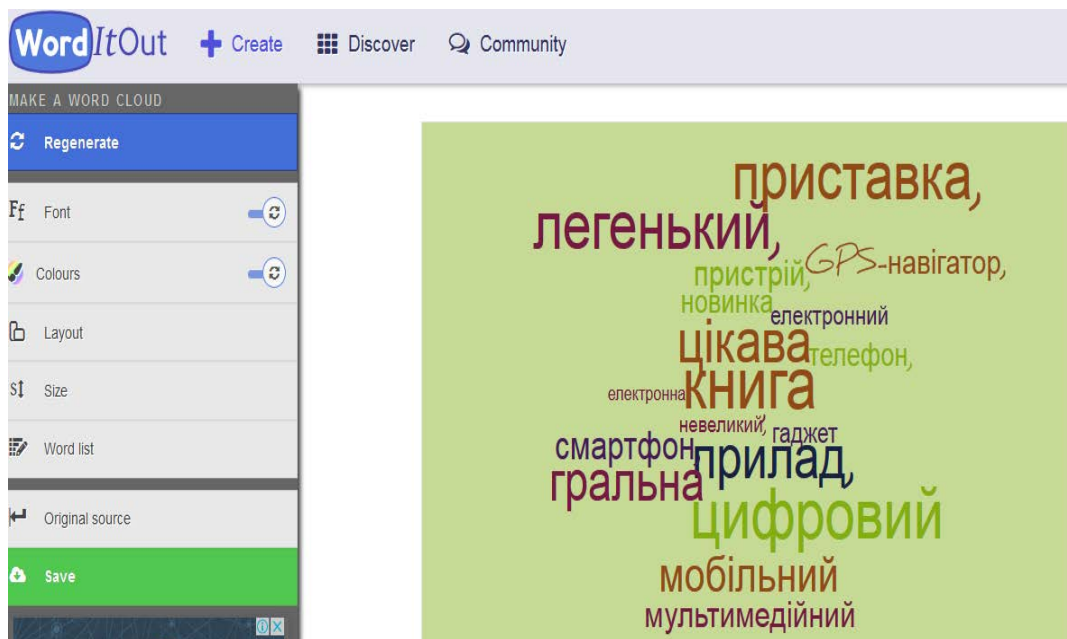 WordItOut Create Discover Community
MAKE A WORD CLOUD
Regenerate
Ff Font
Colours
Layout
Size
Word list
Original source
Save
приставка,
легенький,
GPS-навігатор,
пристрій,
новинка
електронний
цікава
телефон,
електронна
книга
невеликий,
гаджет
смартфон,
прилад,
гральна
цифровий
мобільний
мультимедійний